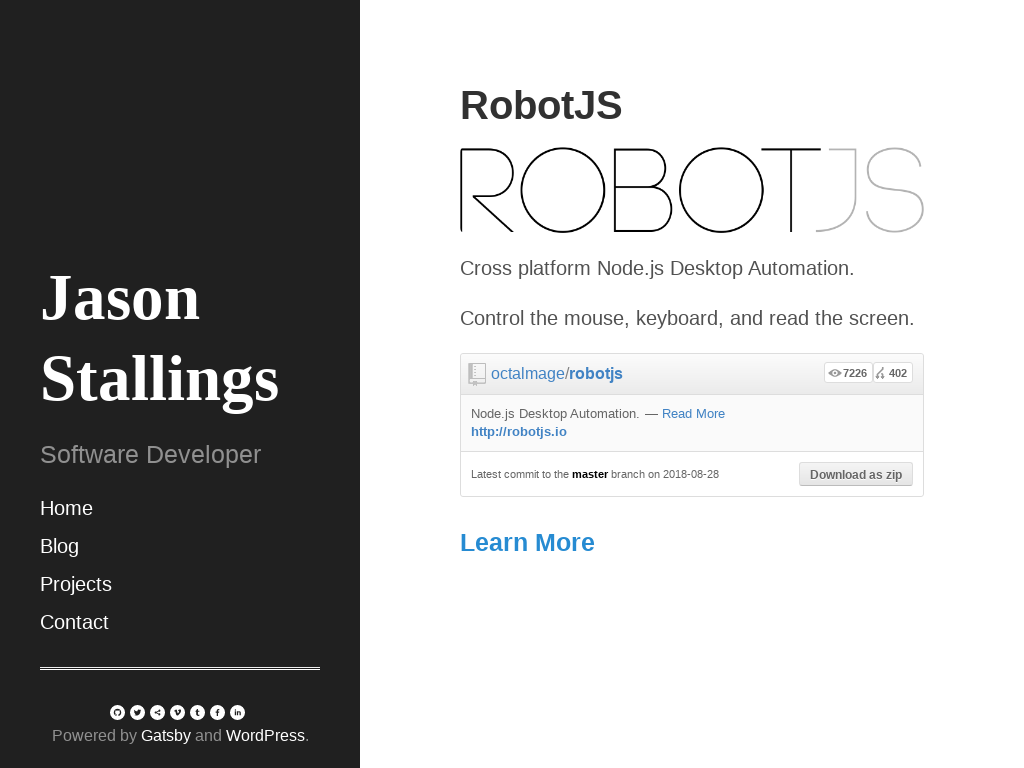 Jason
Stallings
Software Developer
Home
Blog
Projects
Contact
Powered by Gatsby and WordPress.
RobotJS
ROBOTJS
Cross platform Node.js Desktop Automation.
Control the mouse, keyboard, and read the screen.
octalmage/robotjs 7226 402
Node.js Desktop Automation. — Read More
http://robotjs.io
Latest commit to the master branch on 2018-08-28 Download as zip
Learn More